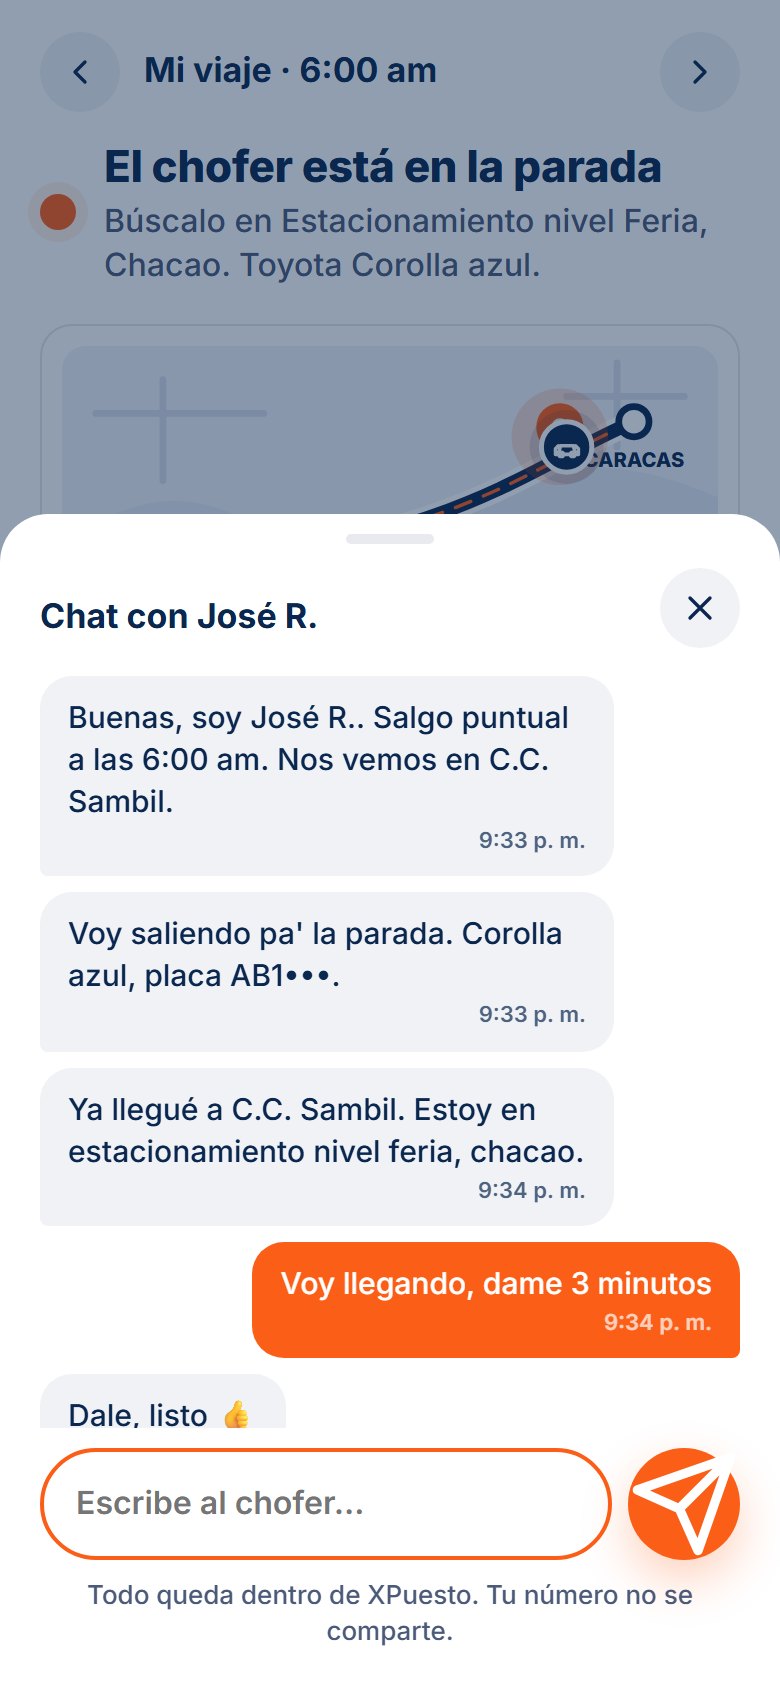 Mi viaje · 6:00 am
El chofer está en la parada
Búscalo en Estacionamiento nivel Feria,
Chacao. Toyota Corolla azul.
CARACAS
Chat con José R.
Buenas, soy José R.. Salgo puntual
a las 6:00 am. Nos vemos en C.C.
Sambil.
9:33 p. m.
Voy saliendo pa' la parada. Corolla
azul, placa AB1•••.
9:33 p. m.
Ya llegué a C.C. Sambil. Estoy en
estacionamiento nivel feria, chacao.
9:34 p. m.
Voy llegando, dame 3 minutos
9:34 p. m.
Dale, listo 👍
Escribe al chofer...
Todo queda dentro de XPuesto. Tu número no se
comparte.